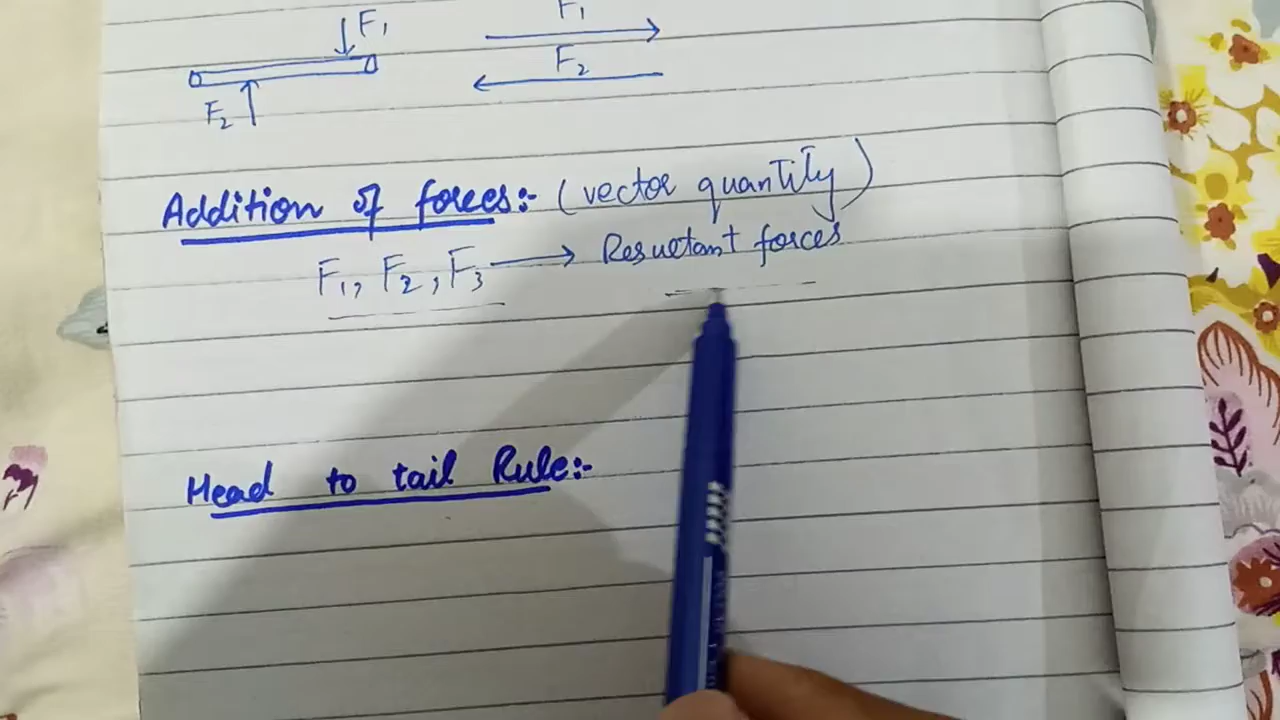 F₁
F₁
F₂
F₂
Addition of forces:- (vector quantity)
F₁, F₂, F₃ → Resultant forces
Head to tail Rule:-